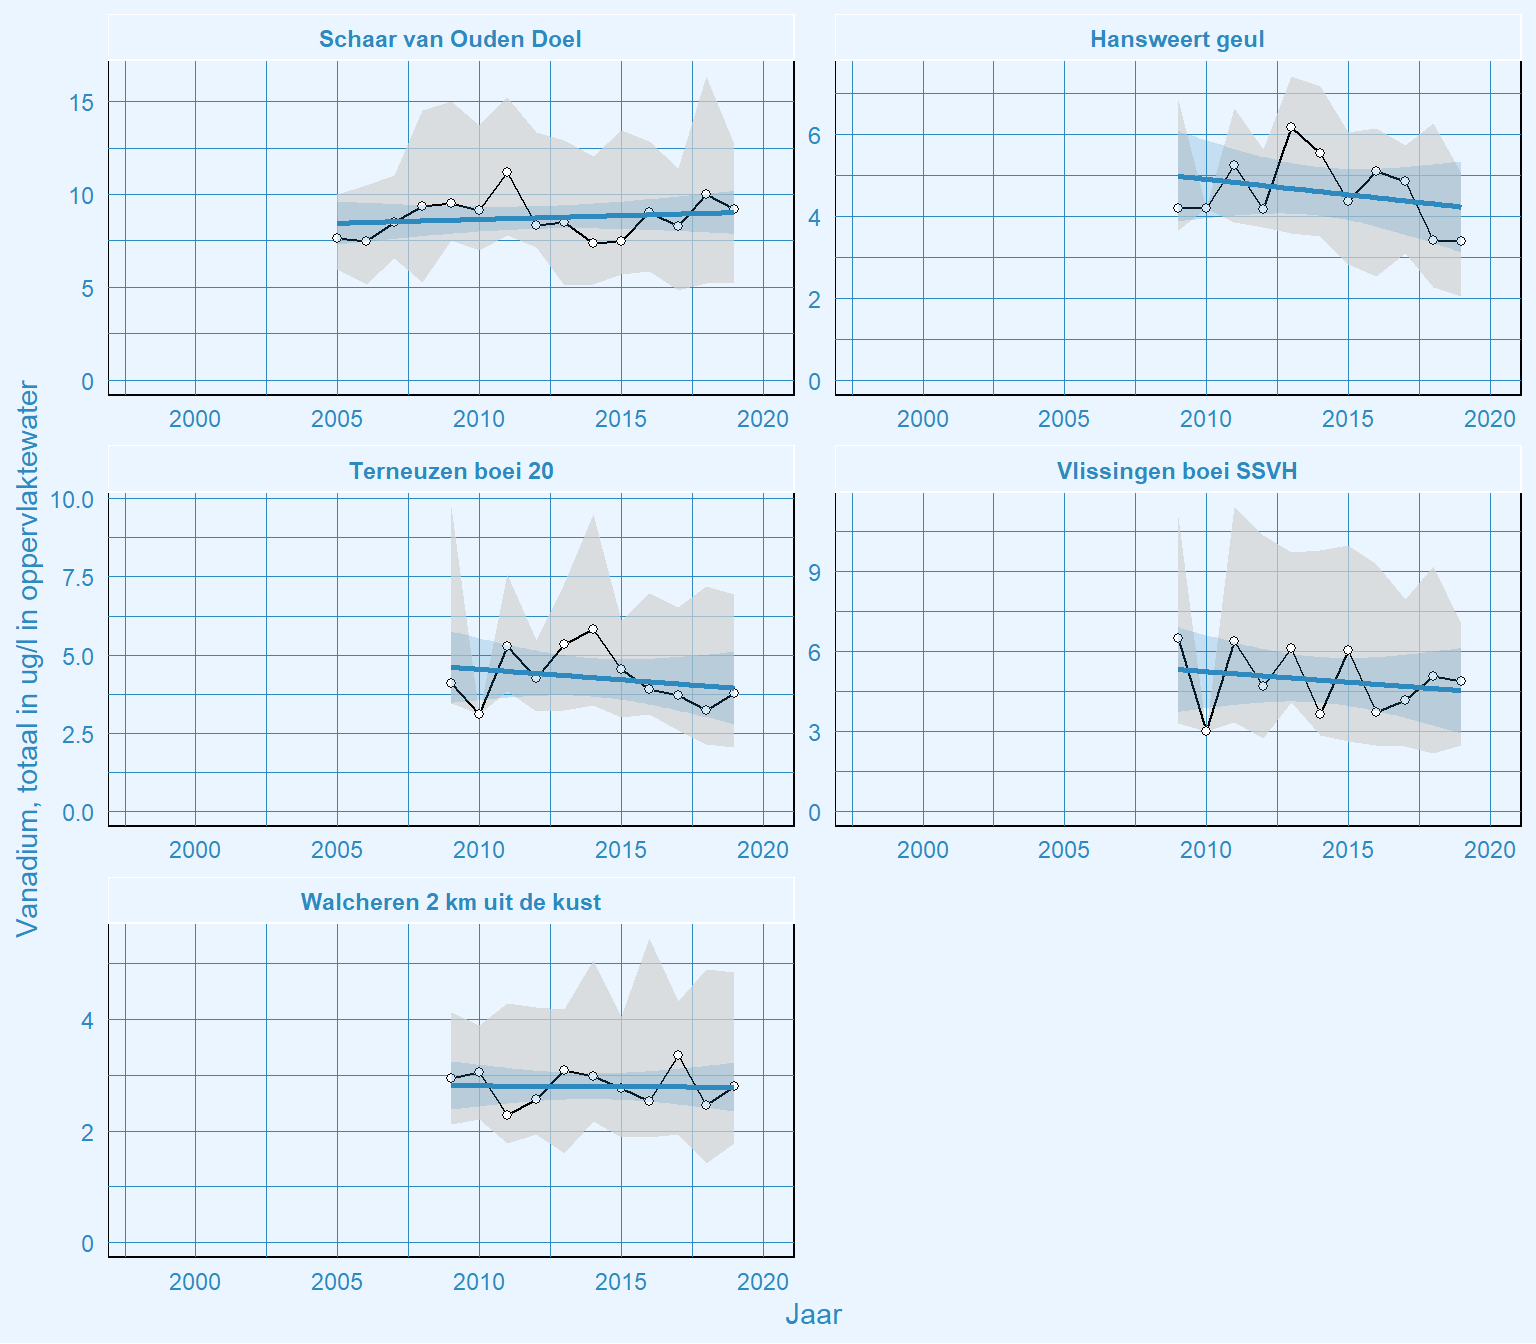 Schaar van Ouden Doel
Hansweert geul
15
10
5
0
6
4
2
0
2000 2005 2010 2015 2020
2000 2005 2010 2015 2020
Vanadium, totaal in ug/l in oppervlaktewater
Terneuzen boei 20
Vlissingen boei SSVH
10.0
7.5
5.0
2.5
0.0
9
6
3
0
2000 2005 2010 2015 2020
2000 2005 2010 2015 2020
Walcheren 2 km uit de kust
4
2
0
2000 2005 2010 2015 2020
Jaar